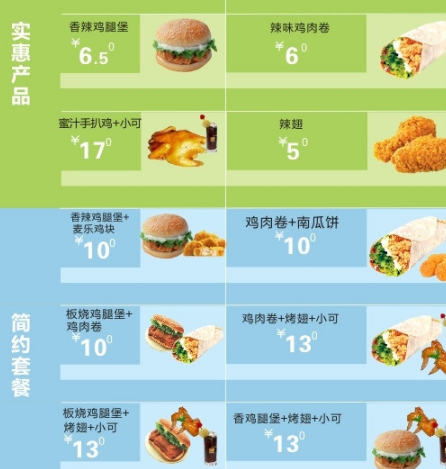 实惠产品
香辣鸡腿堡
¥6.5⁰
辣味鸡肉卷
¥6⁰
蜜汁手扒鸡+小可
¥17⁰
辣翅
¥5⁰
简约套餐
香辣鸡腿堡+
麦乐鸡块
¥10⁰
鸡肉卷+南瓜饼
¥10⁰
板烧鸡腿堡+
鸡肉卷
¥10⁰
鸡肉卷+烤翅+小可
¥13⁰
板烧鸡腿堡+
烤翅+小可
¥13⁰
香鸡腿堡+烤翅+小可
¥13⁰